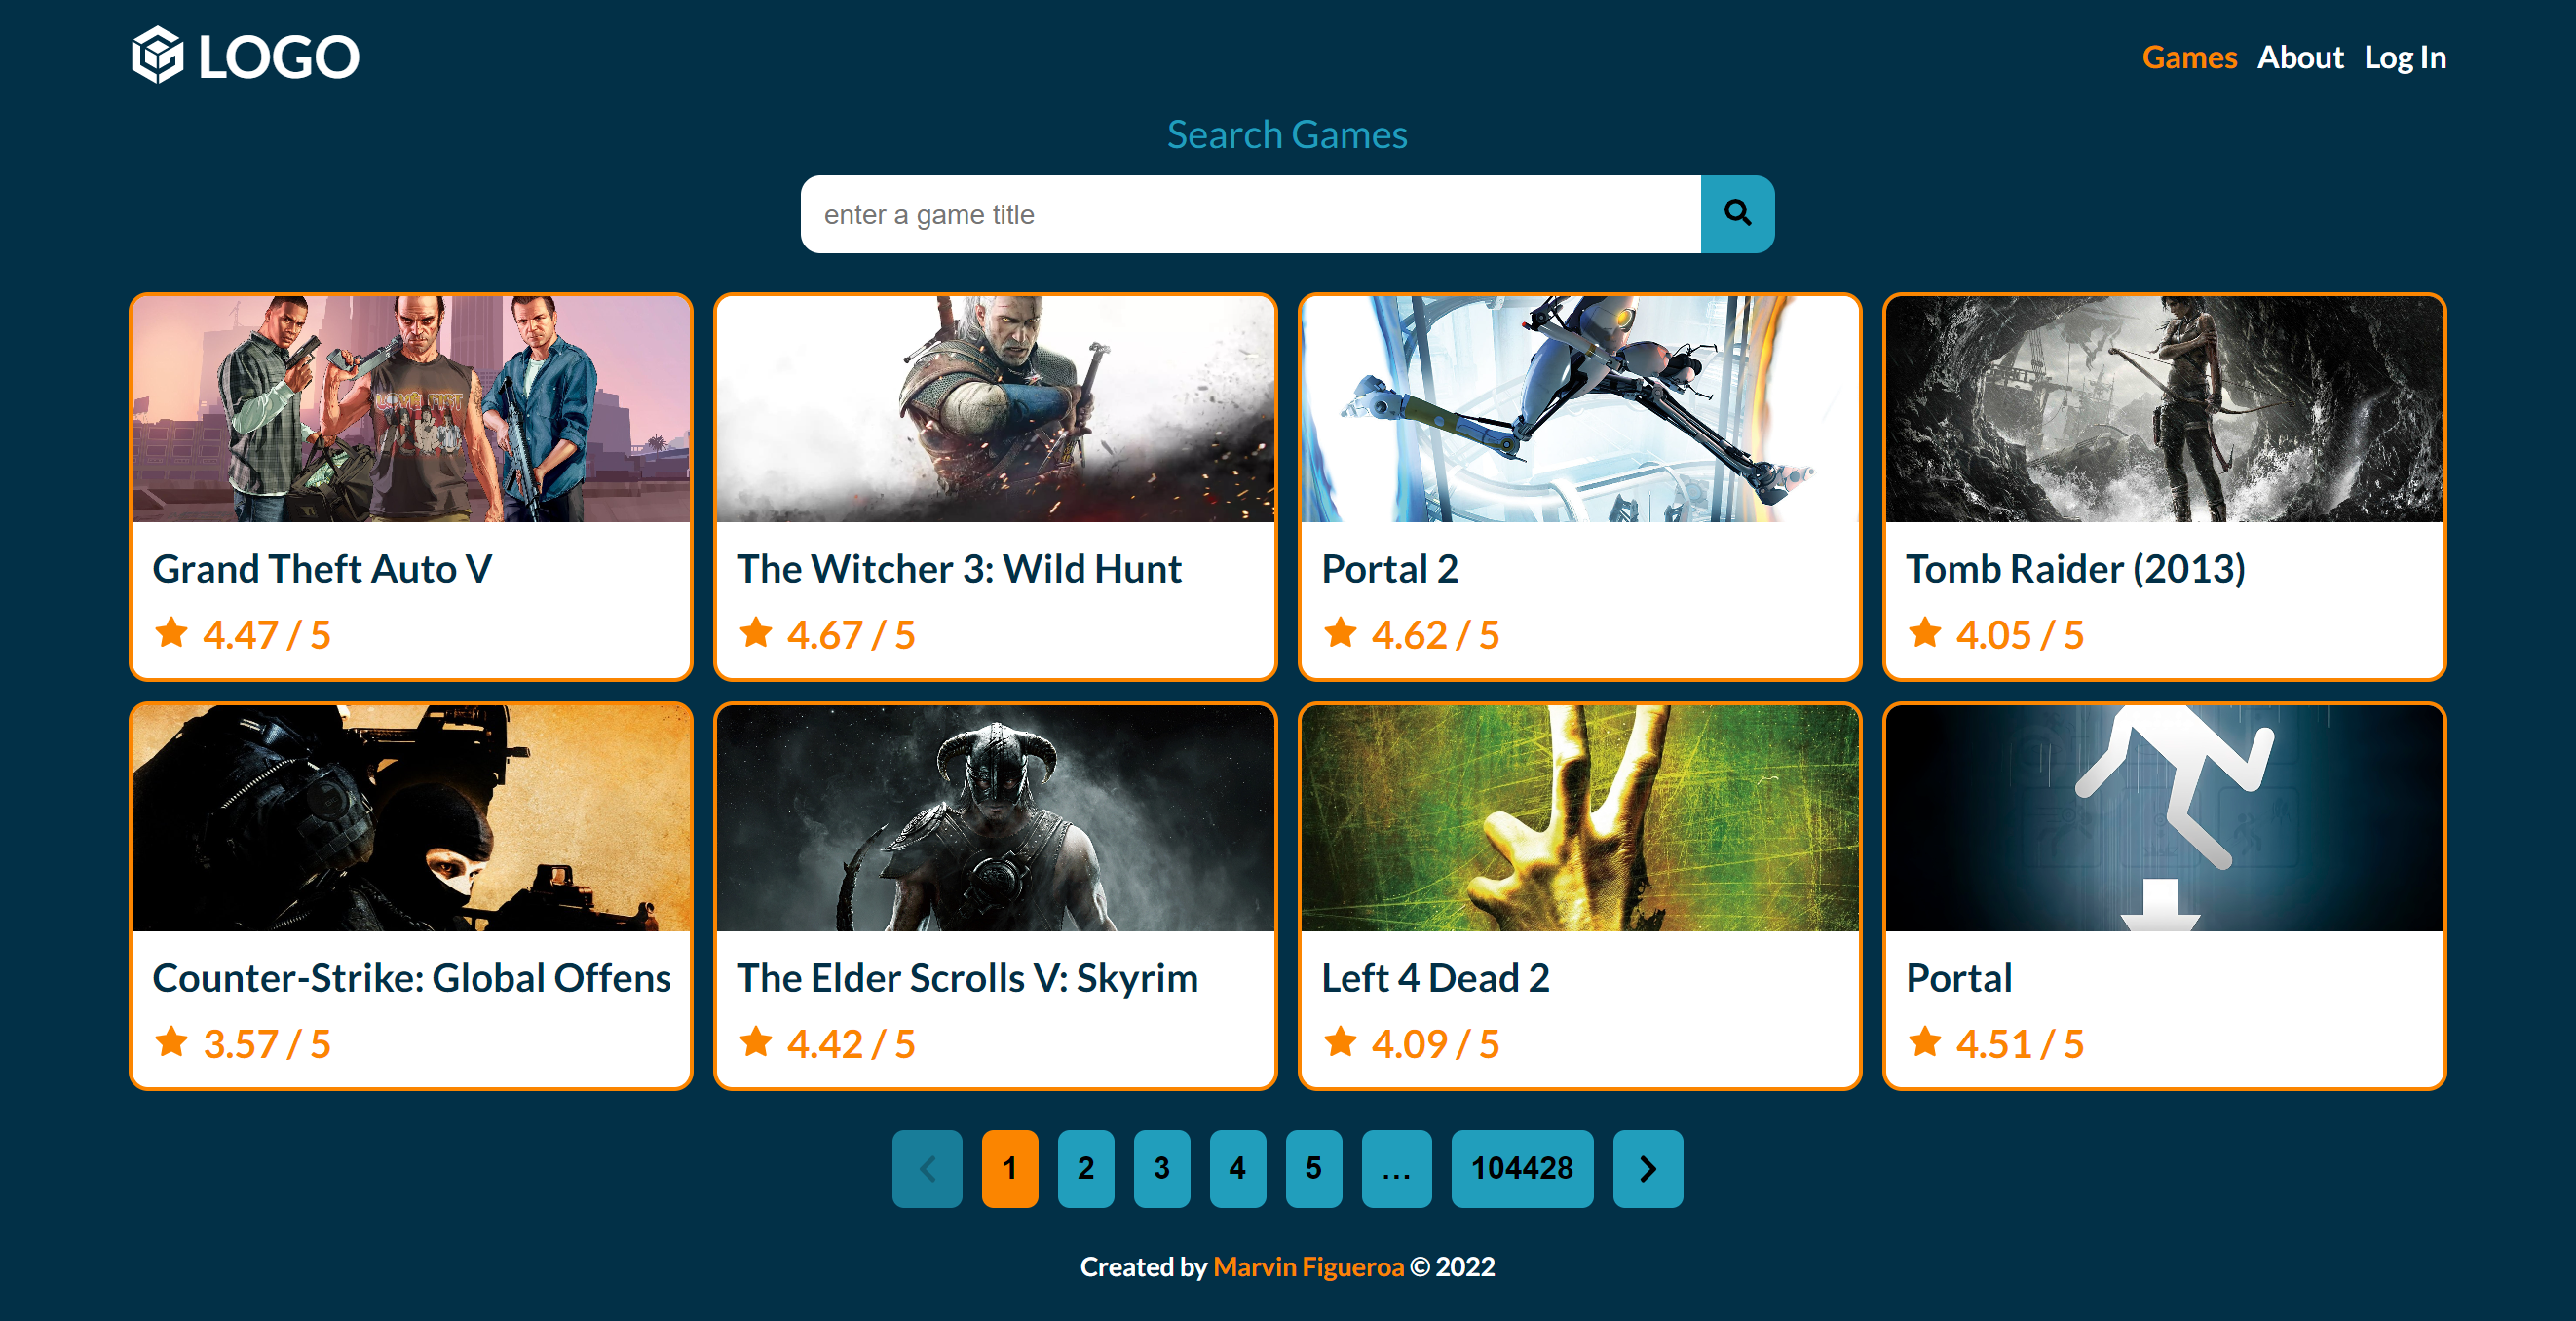 LOGO
Games About Log In
Search Games
enter a game title
Grand Theft Auto V
4.47 / 5
The Witcher 3: Wild Hunt
4.67 / 5
Portal 2
4.62 / 5
Tomb Raider (2013)
4.05 / 5
Counter-Strike: Global Offens
3.57 / 5
The Elder Scrolls V: Skyrim
4.42 / 5
Left 4 Dead 2
4.09 / 5
Portal
4.51 / 5
1 2 3 4 5 ... 104428
Created by Marvin Figueroa © 2022